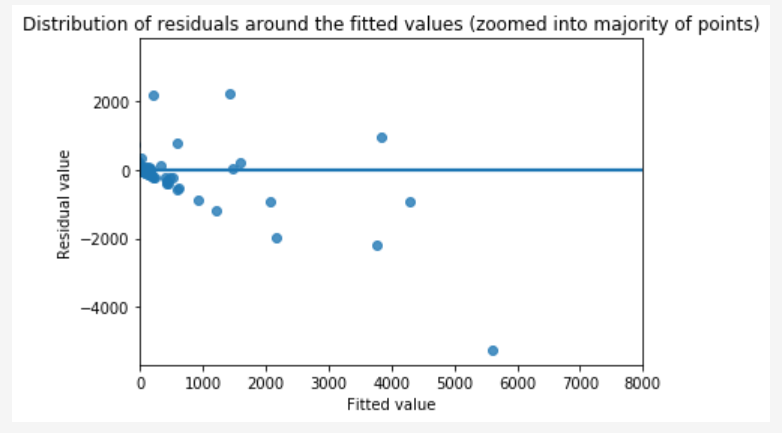 Distribution of residuals around the fitted values (zoomed into majority of points)
2000
0
−2000
−4000
Residual value
0 1000 2000 3000 4000 5000 6000 7000 8000
Fitted value